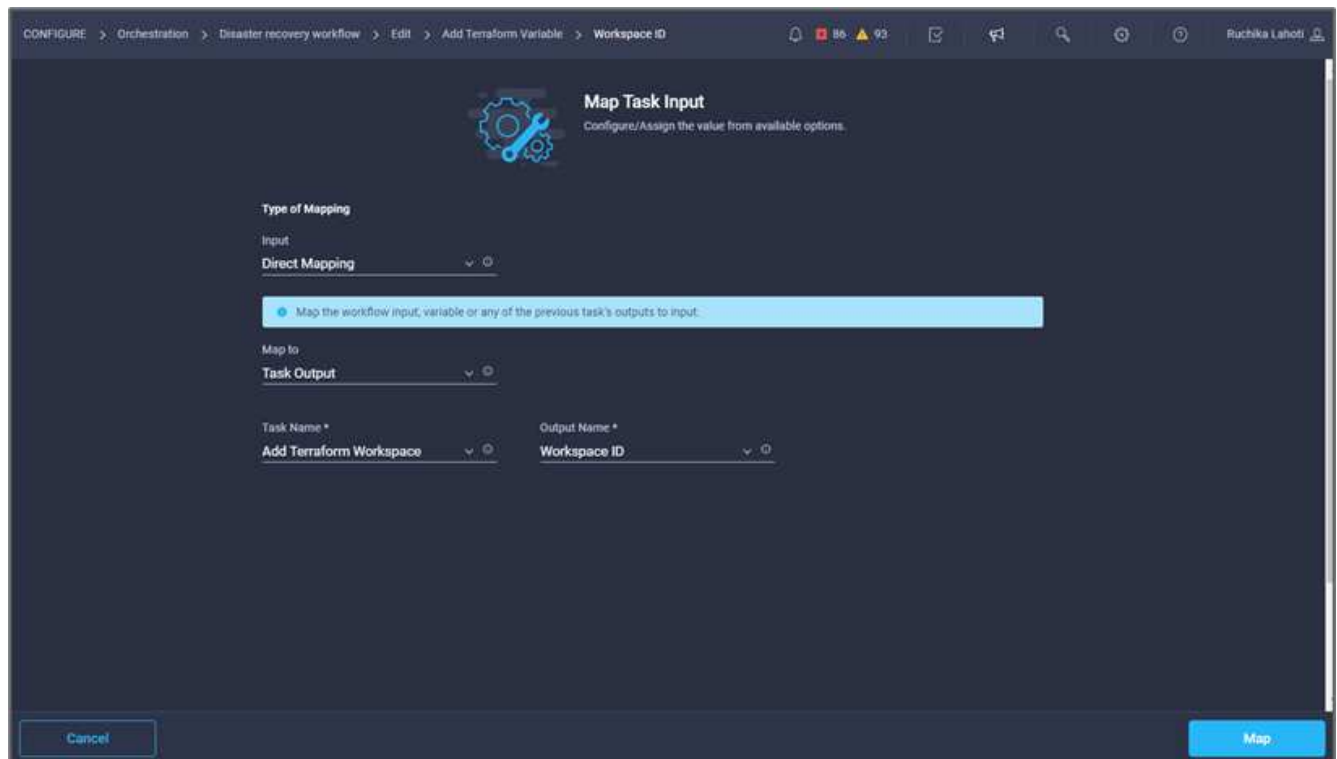 CONFIGURE > Orchestration > Disaster recovery workflow > Edit > Add Terraform Variable > Workspace ID 86 93 Ruchika Lahoti
Map Task Input
Configure/Assign the value from available options.
Type of Mapping
Input
Direct Mapping
Map the workflow input, variable or any of the previous task's outputs to input.
Map to
Task Output
Task Name * Output Name *
Add Terraform Workspace Workspace ID
Cancel Map